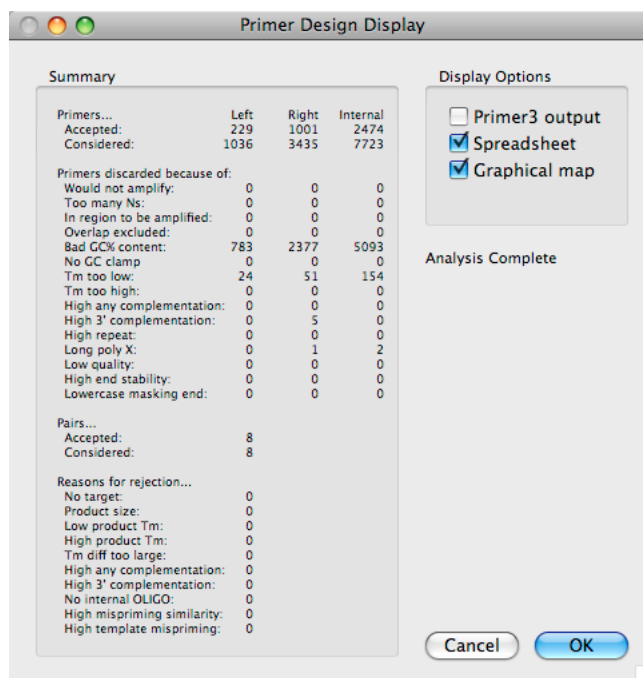 Primer Design Display
Summary
Primers... Left Right Internal
Accepted: 229 1001 2474
Considered: 1036 3435 7723
Primers discarded because of:
Would not amplify: 0 0 0
Too many Ns: 0 0 0
In region to be amplified: 0 0 0
Overlap excluded: 0 0 0
Bad GC% content: 783 2377 5093
No GC clamp 0 0 0
Tm too low: 24 51 154
Tm too high: 0 0 0
High any complementation: 0 0 0
High 3' complementation: 0 5 0
High repeat: 0 0 0
Long poly X: 0 1 2
Low quality: 0 0 0
High end stability: 0 0 0
Lowercase masking end: 0 0 0
Pairs...
Accepted: 8
Considered: 8
Reasons for rejection...
No target: 0
Product size: 0
Low product Tm: 0
High product Tm: 0
Tm diff too large: 0
High any complementation: 0
High 3' complementation: 0
No internal OLIGO: 0
High mispriming similarity: 0
High template mispriming: 0
Display Options
Primer3 output
Spreadsheet
Graphical map
Analysis Complete
Cancel OK